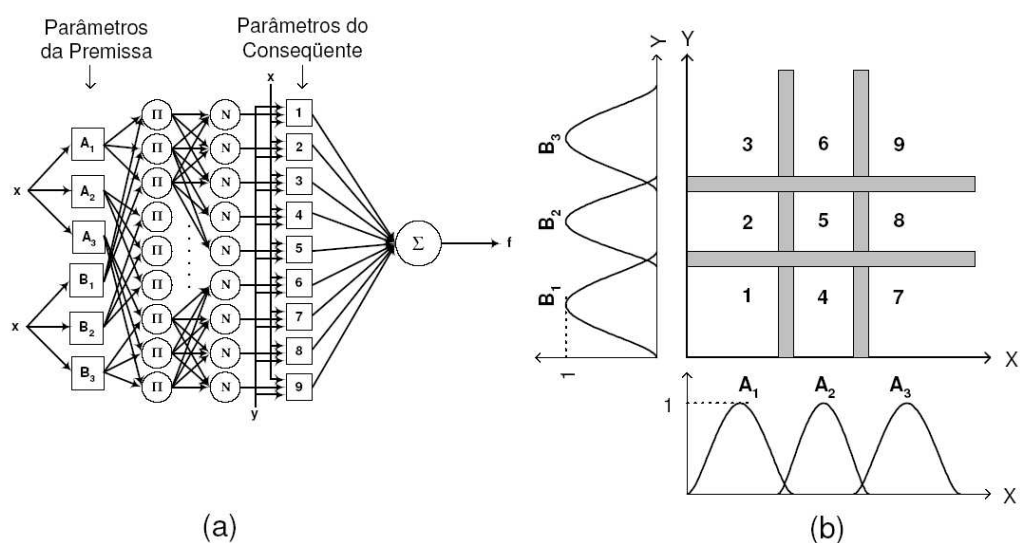 Parâmetros
da Premissa
Parâmetros do
Conseqüente
x
A1
A2
A3
B1
B2
B3
x
x
Π
Π
Π
Π
Π
Π
Π
Π
Π
N
N
N
N
N
N
N
N
N
1
2
3
4
5
6
7
8
9
y
Σ
f
(a)
Y
Y
B3
B2
B1
1
3 6 9
2 5 8
1 4 7
X
A1 A2 A3
1
X
(b)